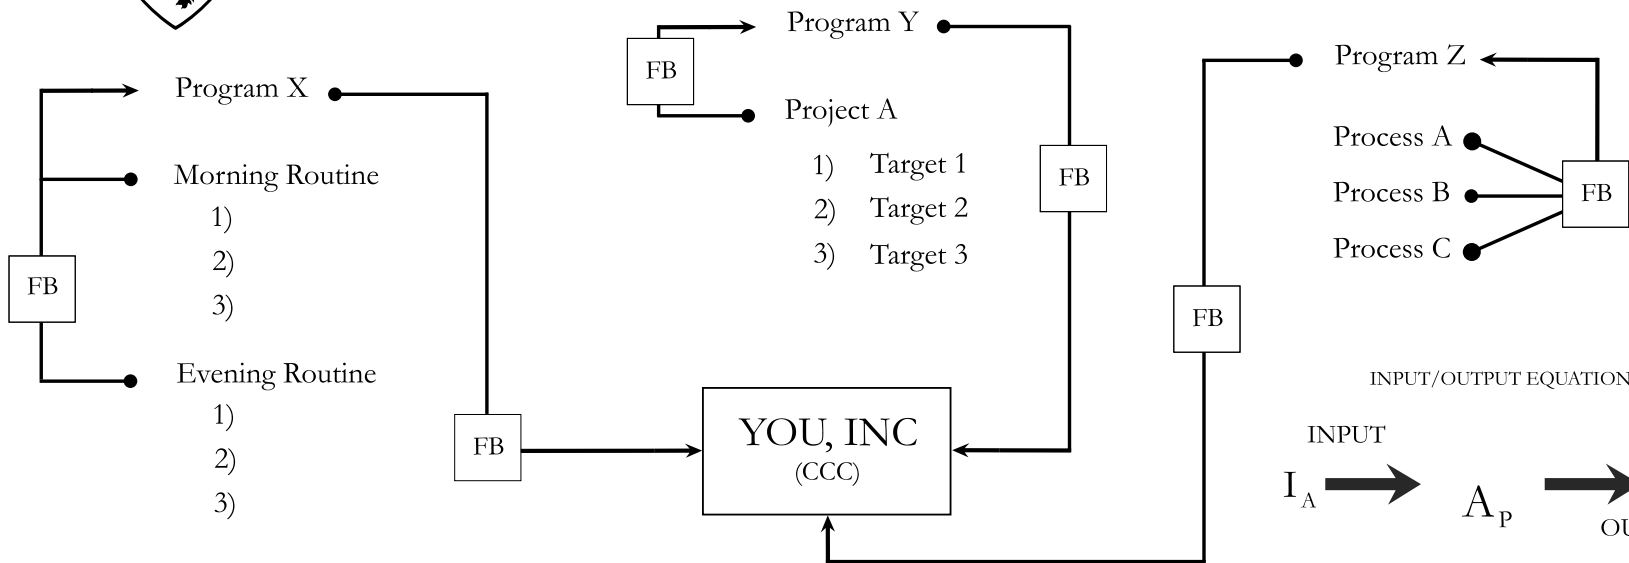 Program X
FB
Morning Routine
1)
2)
3)
Evening Routine
1)
2)
3)
FB
Program Y
FB
Project A
1) Target 1
2) Target 2
3) Target 3
FB
YOU, INC
(CCC)
Program Z
Process A
Process B
Process C
FB
FB
INPUT/OUTPUT EQUATION
INPUT
I A
A P
OU